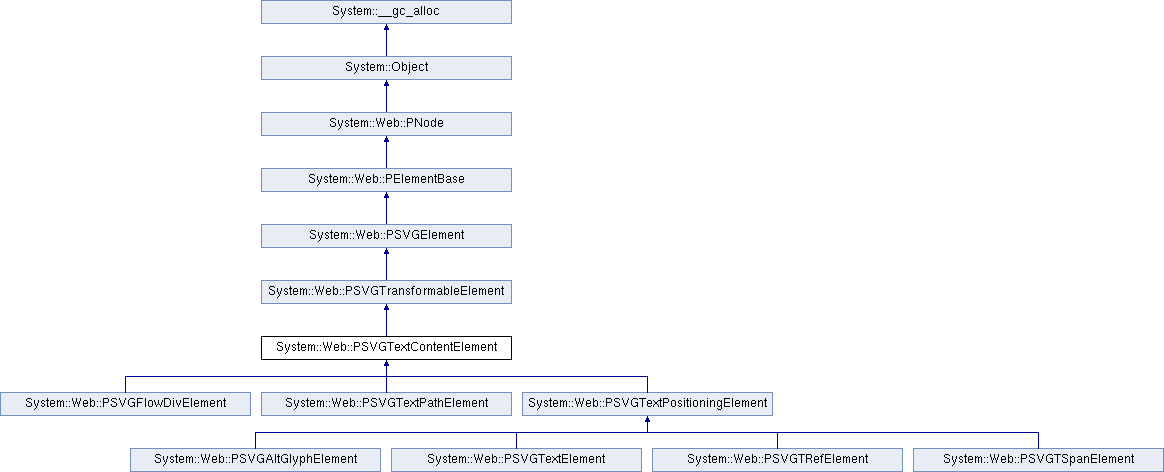 System::__gc_alloc
System::Object
System::Web::PNode
System::Web::PElementBase
System::Web::PSVGElement
System::Web::PSVGTransformableElement
System::Web::PSVGTextContentElement
System::Web::PSVGFlowDivElement
System::Web::PSVGTextPathElement
System::Web::PSVGTextPositioningElement
System::Web::PSVGAltGlyphElement
System::Web::PSVGTextElement
System::Web::PSVGTRefElement
System::Web::PSVGTSpanElement